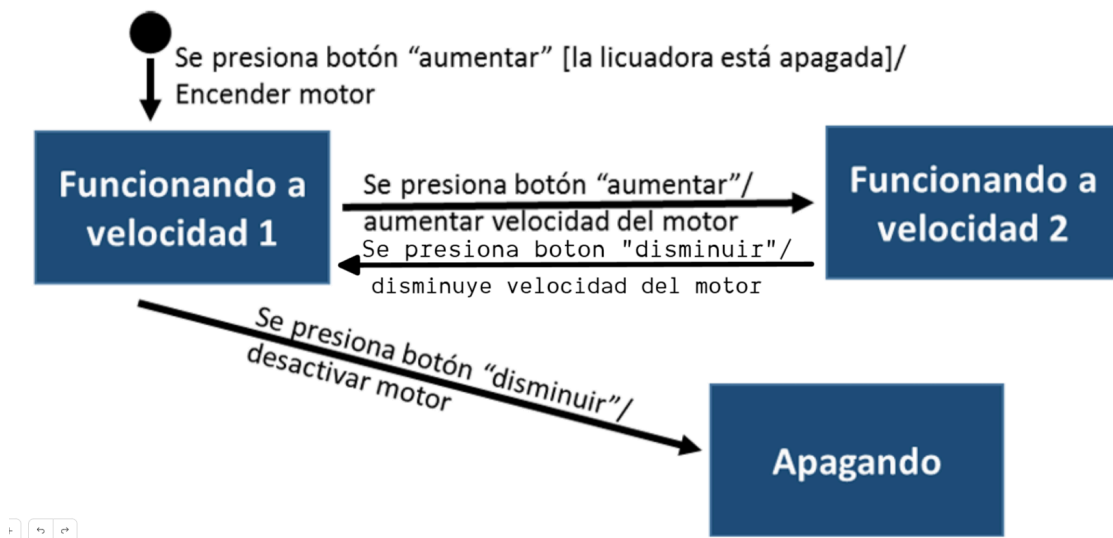 Se presiona botón “aumentar” [la licuadora está apagada]/
Encender motor
Funcionando a
velocidad 1
Se presiona botón “aumentar”/
aumentar velocidad del motor
Se presiona boton "disminuir"/
disminuye velocidad del motor
Funcionando a
velocidad 2
Se presiona botón “disminuir”/
desactivar motor
Apagando